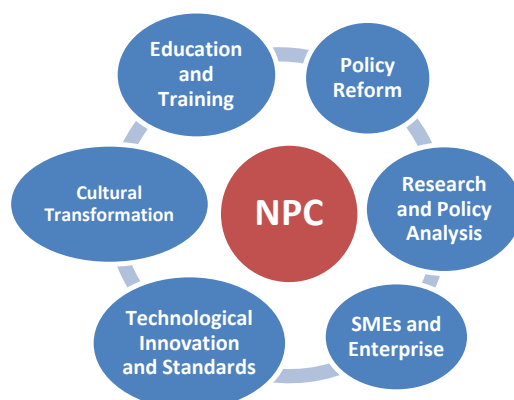 Education
and
Training
Policy
Reform
Cultural
Transformation
NPC
Research
and Policy
Analysis
Technological
Innovation
and Standards
SMEs and
Enterprise